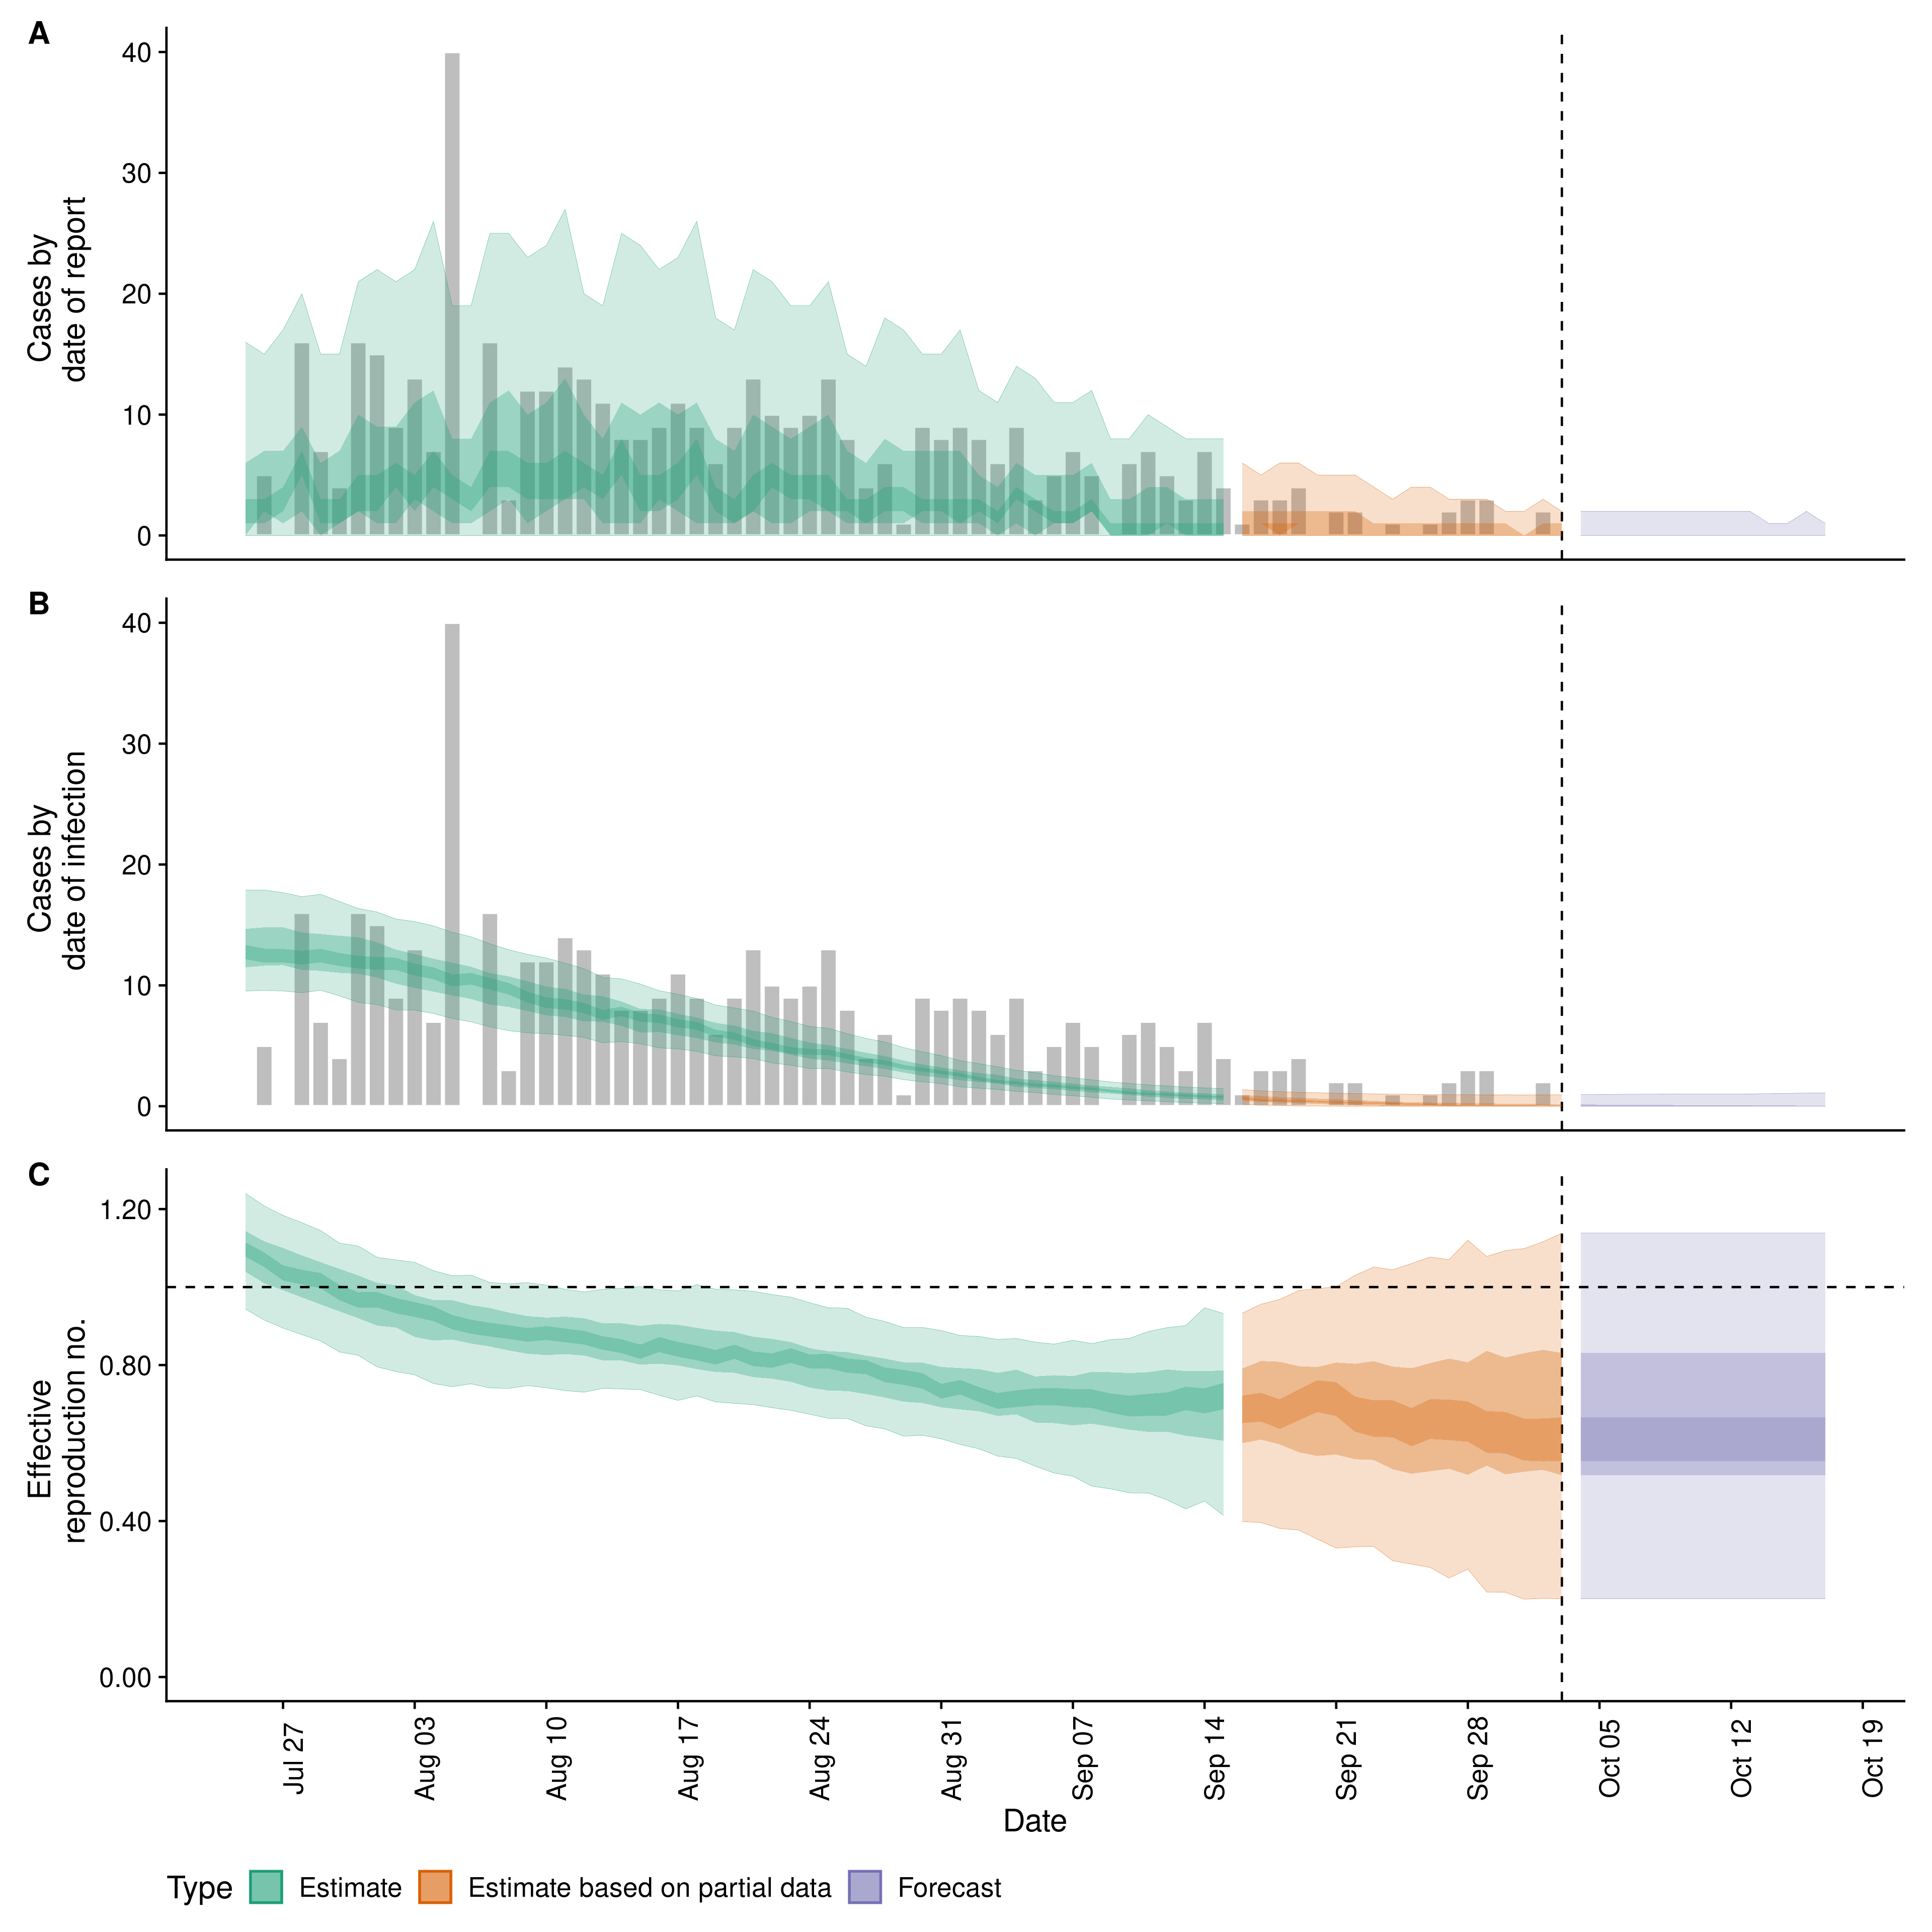 A
Cases by
date of report
40
30
20
10
0
B
Cases by
date of infection
40
30
20
10
0
C
Effective
reproduction no.
1.20
0.80
0.40
0.00
Jul 27
Aug 03
Aug 10
Aug 17
Aug 24
Aug 31
Sep 07
Sep 14
Sep 21
Sep 28
Oct 05
Oct 12
Oct 19
Date
Type Estimate Estimate based on partial data Forecast